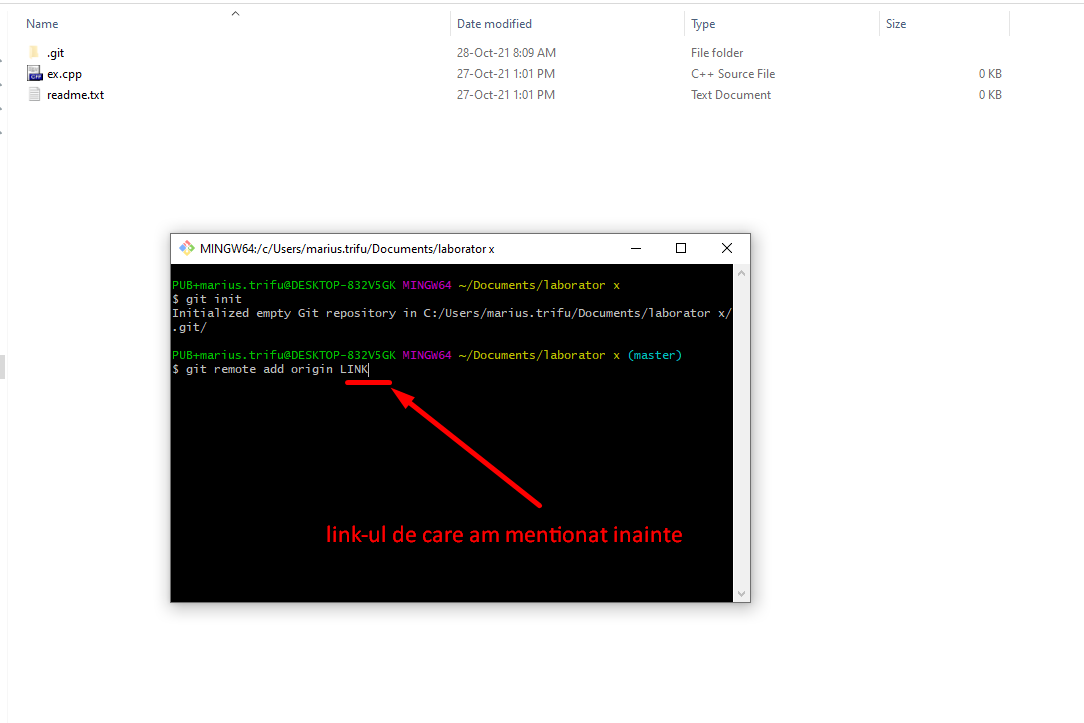 Name Date modified Type Size
.git 28-Oct-21 8:09 AM File folder
ex.cpp 27-Oct-21 1:01 PM C++ Source File 0 KB
readme.txt 27-Oct-21 1:01 PM Text Document 0 KB
MINGW64:/c/Users/marius.trifu/Documents/laborator x
PUB+marius.trifu@DESKTOP-832V5GK MINGW64 ~/Documents/laborator x
$ git init
Initialized empty Git repository in C:/Users/marius.trifu/Documents/laborator x/
.git/
PUB+marius.trifu@DESKTOP-832V5GK MINGW64 ~/Documents/laborator x (master)
$ git remote add origin LINK
link-ul de care am mentionat inainte